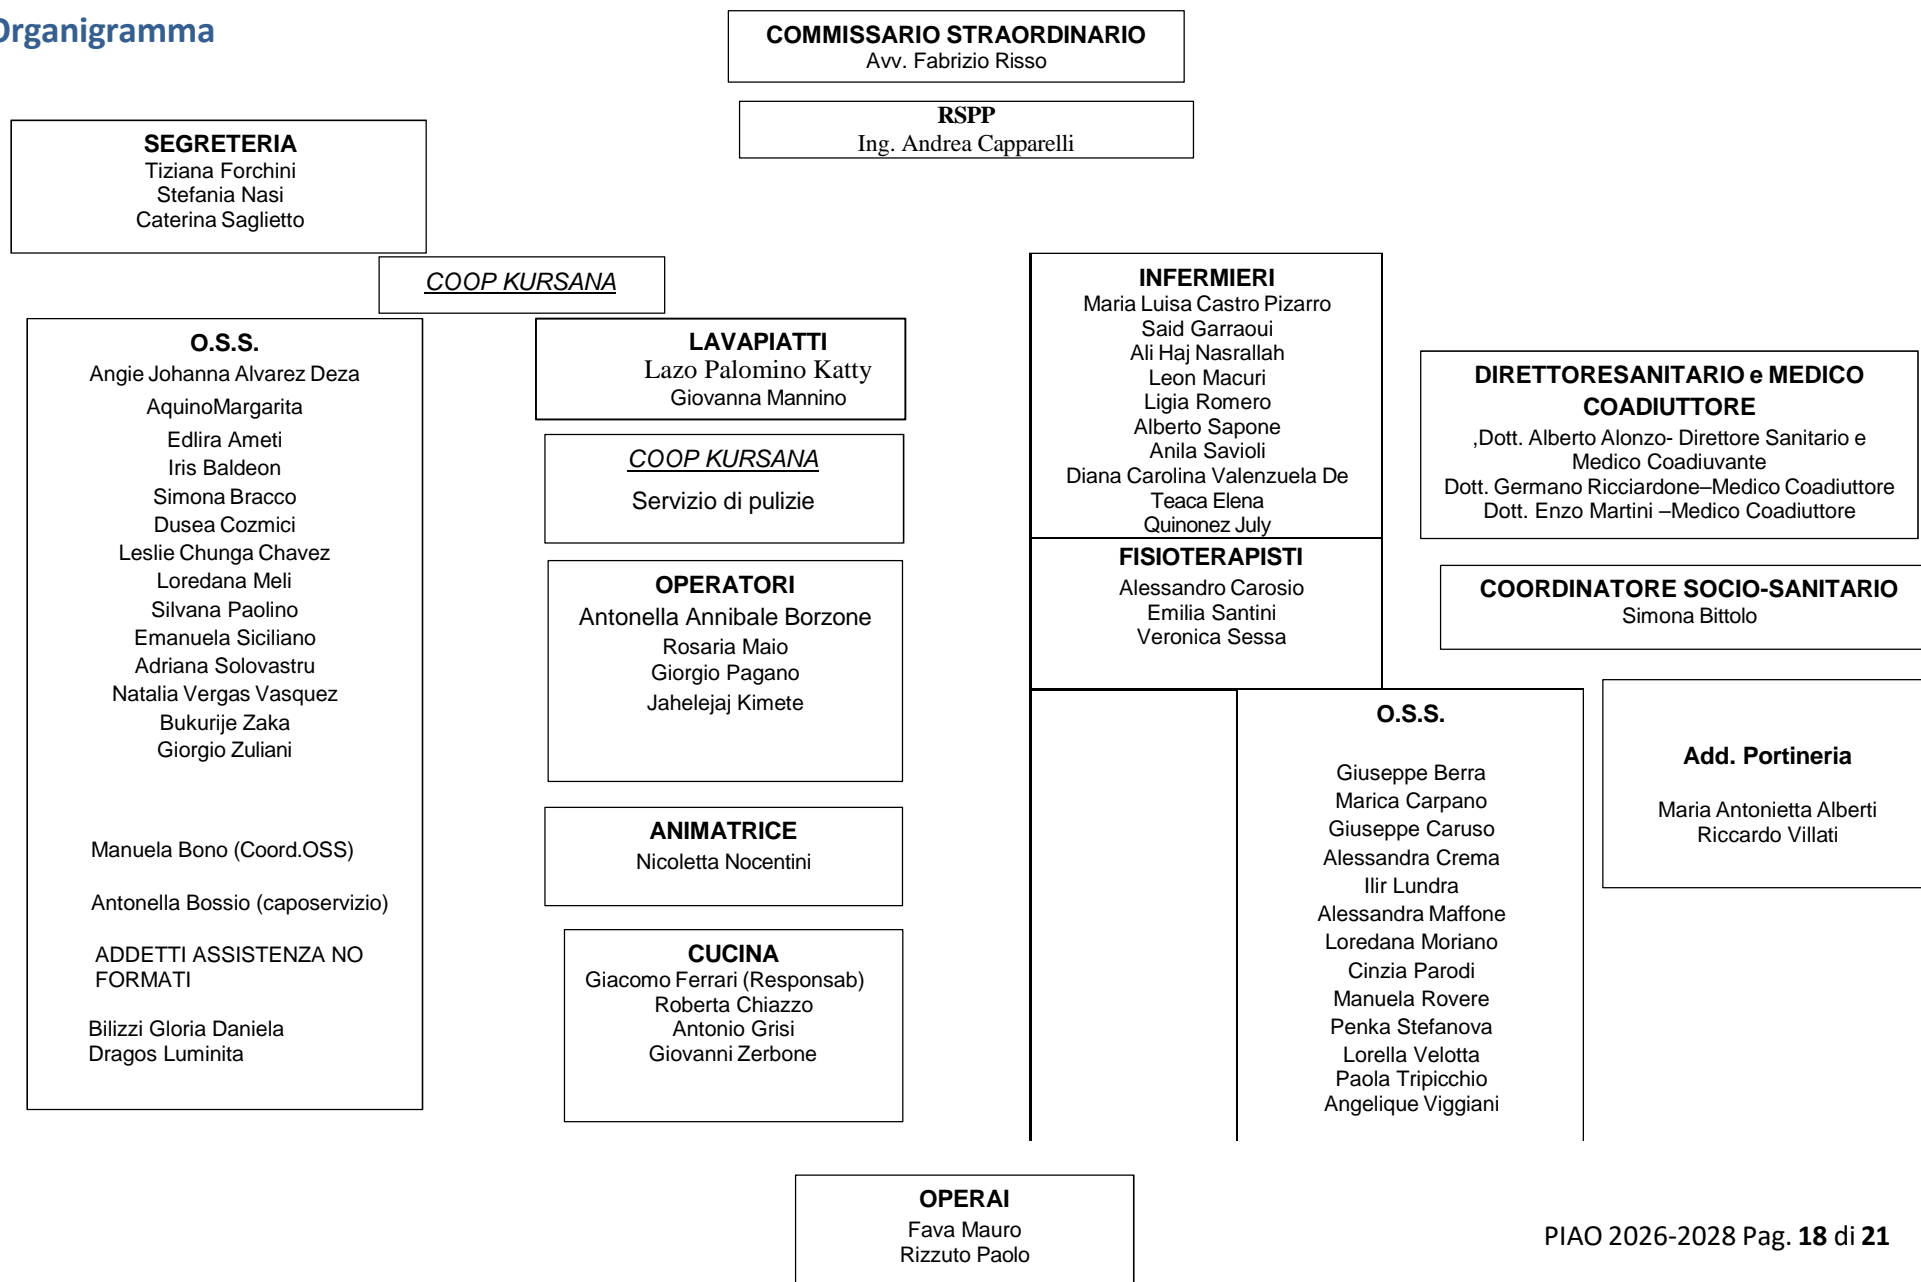 Organigramma
COMMISSARIO STRAORDINARIO
Avv. Fabrizio Risso
RSPP
Ing. Andrea Capparelli
SEGRETERIA
Tiziana Forchini
Stefania Nasi
Caterina Saglietto
COOP KURSANA
O.S.S.
Angie Johanna Alvarez Deza
AquinoMargarita
Edlira Ameti
Iris Baldeon
Simona Bracco
Dusea Cozmici
Leslie Chunga Chavez
Loredana Meli
Silvana Paolino
Emanuela Siciliano
Adriana Solovastru
Natalia Vergas Vasquez
Bukurije Zaka
Giorgio Zuliani
Manuela Bono (Coord.OSS)
Antonella Bossio (caposervizio)
ADDETTI ASSISTENZA NO
FORMATI
Bilizzi Gloria Daniela
Dragos Luminita
LAVAPIATTI
Lazo Palomino Katty
Giovanna Mannino
COOP KURSANA
Servizio di pulizie
OPERATORI
Antonella Annibale Borzone
Rosaria Maio
Giorgio Pagano
Jahelejaj Kimete
ANIMATRICE
Nicoletta Nocentini
CUCINA
Giacomo Ferrari (Responsab)
Roberta Chiazzo
Antonio Grisi
Giovanni Zerbone
INFERMIERI
Maria Luisa Castro Pizarro
Said Garraoui
Ali Haj Nasrallah
Leon Macuri
Ligia Romero
Alberto Sapone
Anila Savioli
Diana Carolina Valenzuela De
Teaca Elena
Quinonez July
FISIOTERAPISTI
Alessandro Carosio
Emilia Santini
Veronica Sessa
O.S.S.
Giuseppe Berra
Marica Carpano
Giuseppe Caruso
Alessandra Crema
Ilir Lundra
Alessandra Maffone
Loredana Moriano
Cinzia Parodi
Manuela Rovere
Penka Stefanova
Lorella Velotta
Paola Tripicchio
Angelique Viggiani
DIRETTORESANITARIO e MEDICO
COADIUTTORE
,Dott. Alberto Alonzo- Direttore Sanitario e
Medico Coadiuvante
Dott. Germano Ricciardone–Medico Coadiuttore
Dott. Enzo Martini –Medico Coadiuttore
COORDINATORE SOCIO-SANITARIO
Simona Bittolo
Add. Portineria
Maria Antonietta Alberti
Riccardo Villati
OPERAI
Fava Mauro
Rizzuto Paolo
PIAO 2026-2028 Pag. 18 di 21